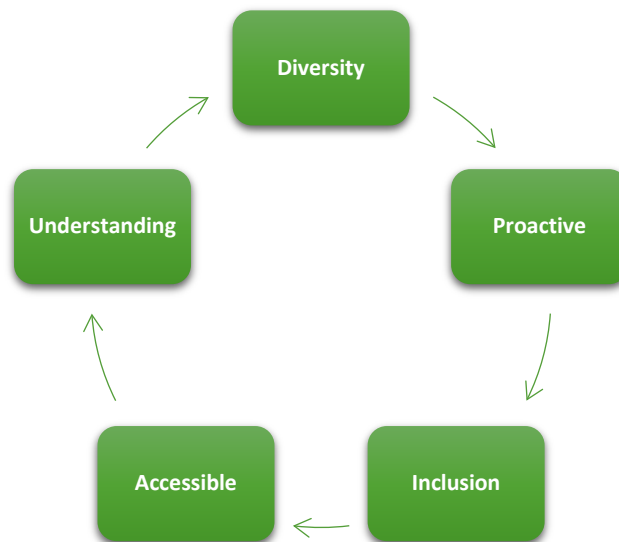 Diversity
Proactive
Inclusion
Accessible
Understanding